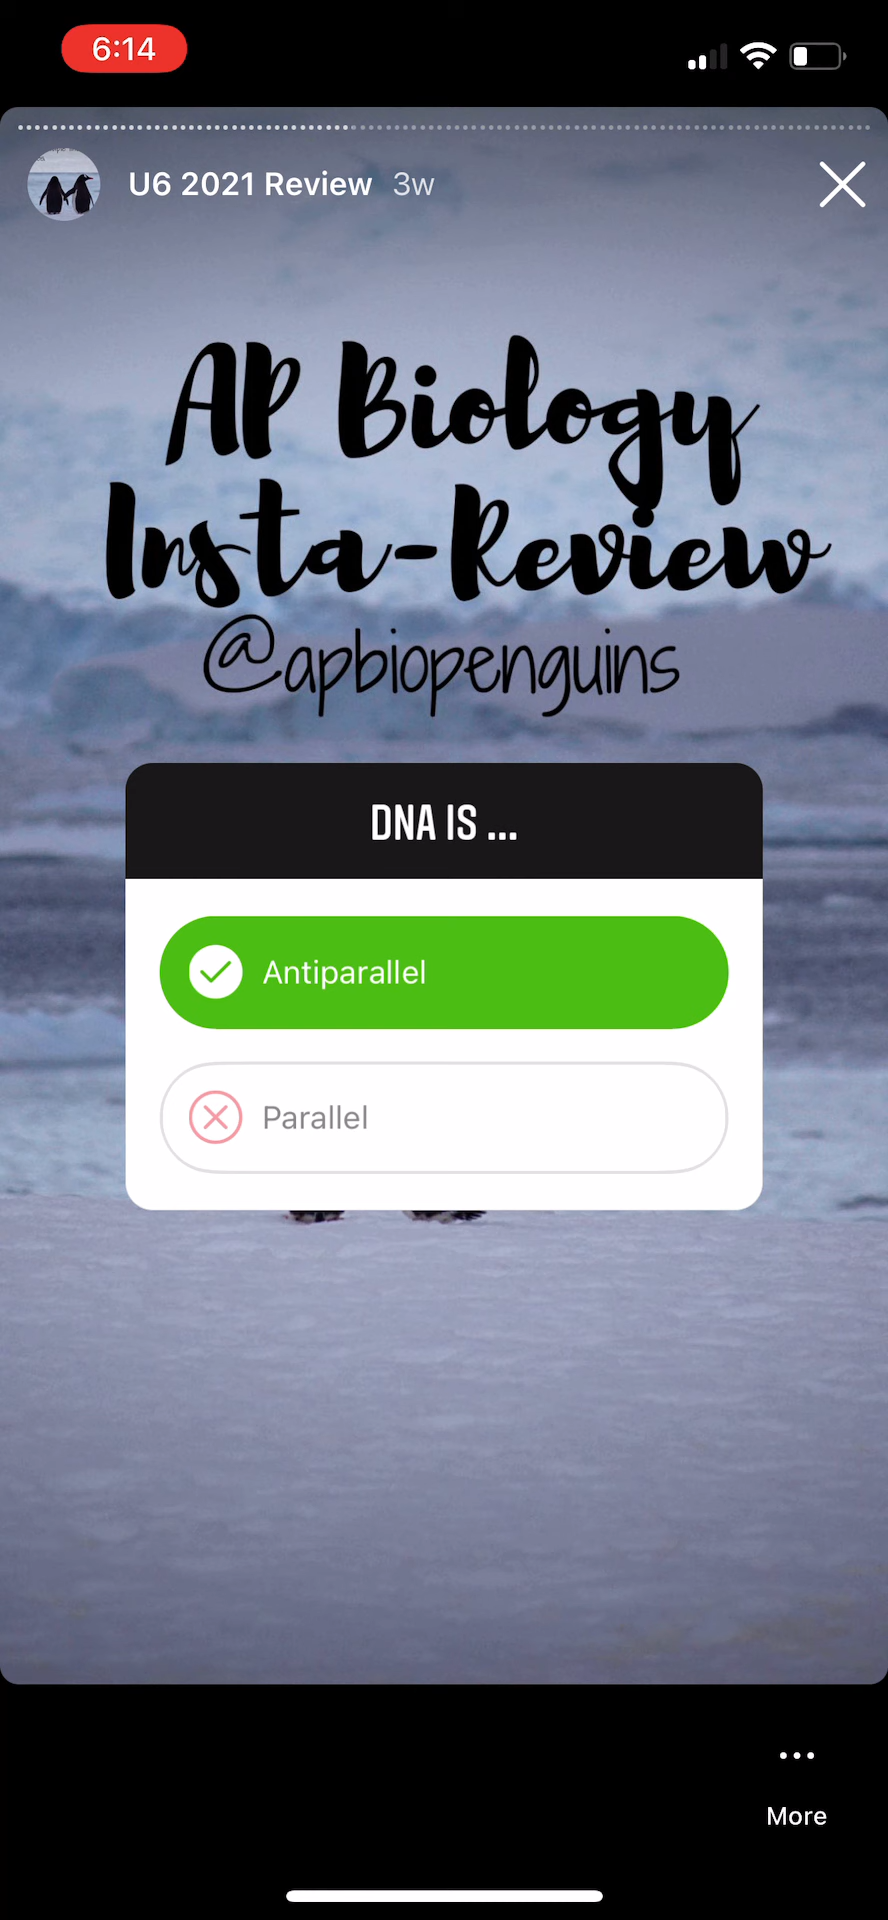 6:14
U6 2021 Review 3w
AP Biology
Insta-Review
@apbiopenguins
DNA IS ...
Antiparallel
Parallel
More